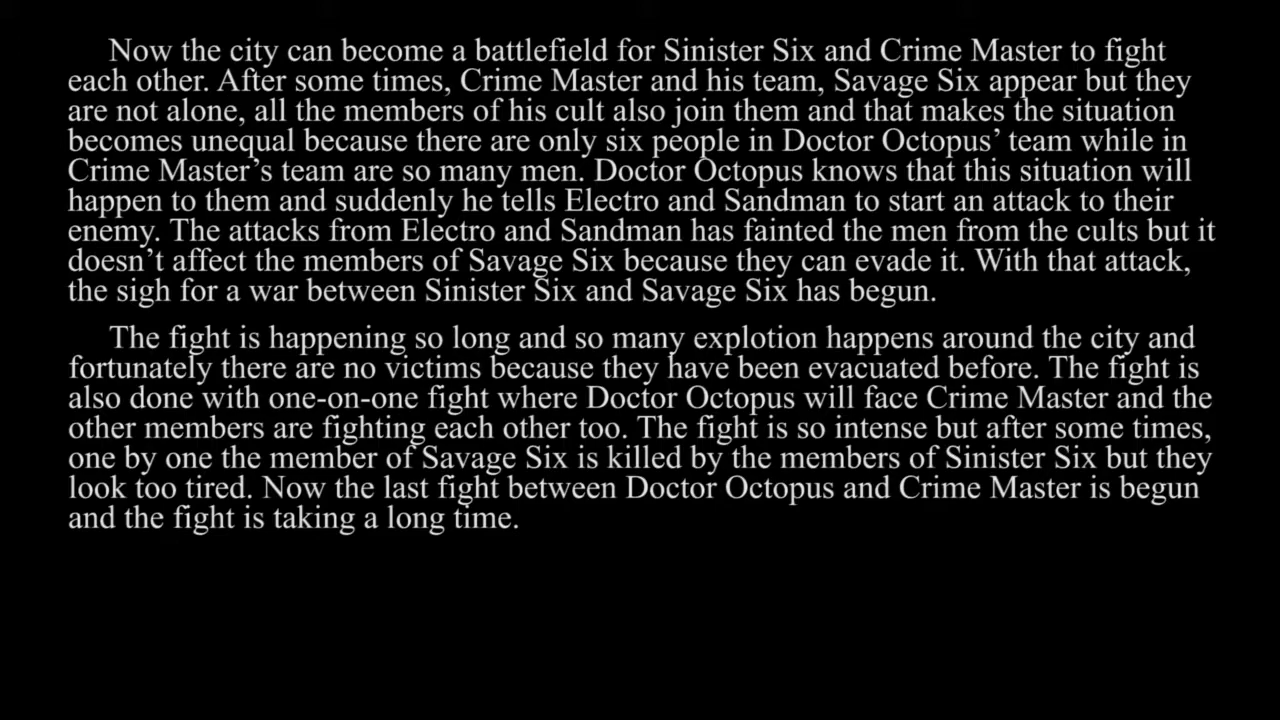 Now the city can become a battlefield for Sinister Six and Crime Master to fight
each other. After some times, Crime Master and his team, Savage Six appear but they
are not alone, all the members of his cult also join them and that makes the situation
becomes unequal because there are only six people in Doctor Octopus’ team while in
Crime Master’s team are so many men. Doctor Octopus knows that this situation will
happen to them and suddenly he tells Electro and Sandman to start an attack to their
enemy. The attacks from Electro and Sandman has fainted the men from the cults but it
doesn’t affect the members of Savage Six because they can evade it. With that attack,
the sigh for a war between Sinister Six and Savage Six has begun.
The fight is happening so long and so many explotion happens around the city and
fortunately there are no victims because they have been evacuated before. The fight is
also done with one-on-one fight where Doctor Octopus will face Crime Master and the
other members are fighting each other too. The fight is so intense but after some times,
one by one the member of Savage Six is killed by the members of Sinister Six but they
look too tired. Now the last fight between Doctor Octopus and Crime Master is begun
and the fight is taking a long time.